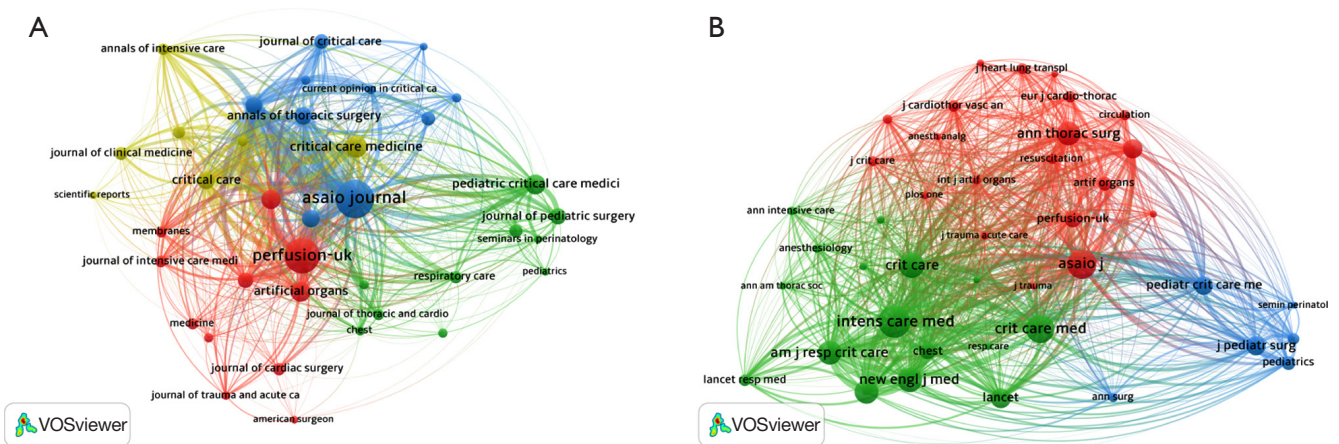 A
annals of intensive care
journal of critical care
current opinion in critical ca
annals of thoracic surgery
critical care medicine
journal of clinical medicine
critical care
scientific reports
asaio journal
pediatric critical care medici
journal of pediatric surgery
seminars in perinatology
membranes
perfusion-uk
journal of intensive care medi
respiratory care
pediatrics
artificial organs
journal of thoracic and cardio
medicine
chest
journal of cardiac surgery
journal of trauma and acute ca
american surgeon
VOSviewer
B
j heart lung transpl
eur j cardio-thorac
j cardiothor vasc an
circulation
anesth analg
ann thorac surg
resuscitation
j crit care
int j artif organs
artif organs
plos one
ann intensive care
perfusion-uk
j trauma acute care
anesthesiology
crit care
asaio j
ann am thorac soc
j trauma
pediatr crit care me
semin perinatol
intens care med
crit care med
j pediatr surg
am j resp crit care
chest
resp care
pediatrics
lancet resp med
new engl j med
lancet
ann surg
VOSviewer